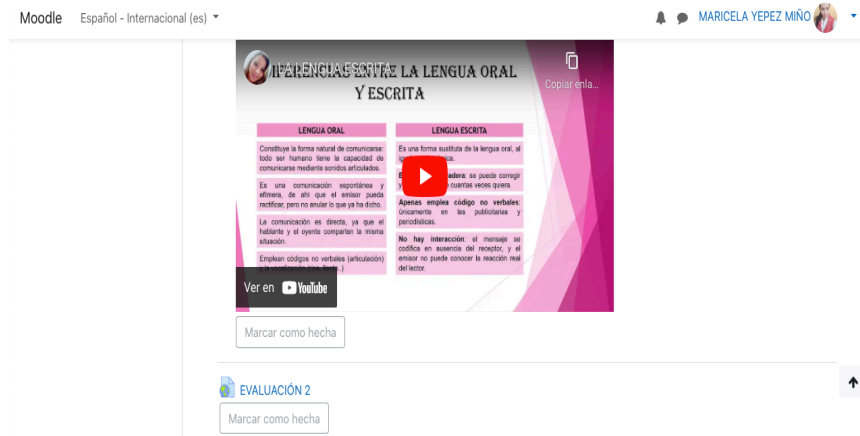 Moodle Español - Internacional (es)
MARICELA YEPEZ MIÑO
LA LENGUA ESCRITA
DIFERENCIAS ENTRE LA LENGUA ORAL
Y ESCRITA
Copiar enla...
LENGUA ORAL
Constituye la forma natural de comunicarse:
todo ser humano tiene la capacidad de
comunicarse mediante sonidos articulados.
Es una comunicación espontánea y
efímera, de ahí que el emisor pueda
rectificar, pero no anular lo que ya ha dicho.
La comunicación es directa, ya que el
hablante y el oyente comparten la misma
situación.
Emplean códigos no verbales (articulación)
LENGUA ESCRITA
Es una forma sustituta de la lengua oral, al
adera: se puede corregir
cuantas veces quiera.
Apenas emplea código no verbales:
únicamente en las publicitarias y
periodísticas.
No hay interacción: el mensaje se
codifica en ausencia del receptor, y el
emisor no puede conocer la reacción real
del lector.
Ver en YouTube
Marcar como hecha
EVALUACIÓN 2
Marcar como hecha